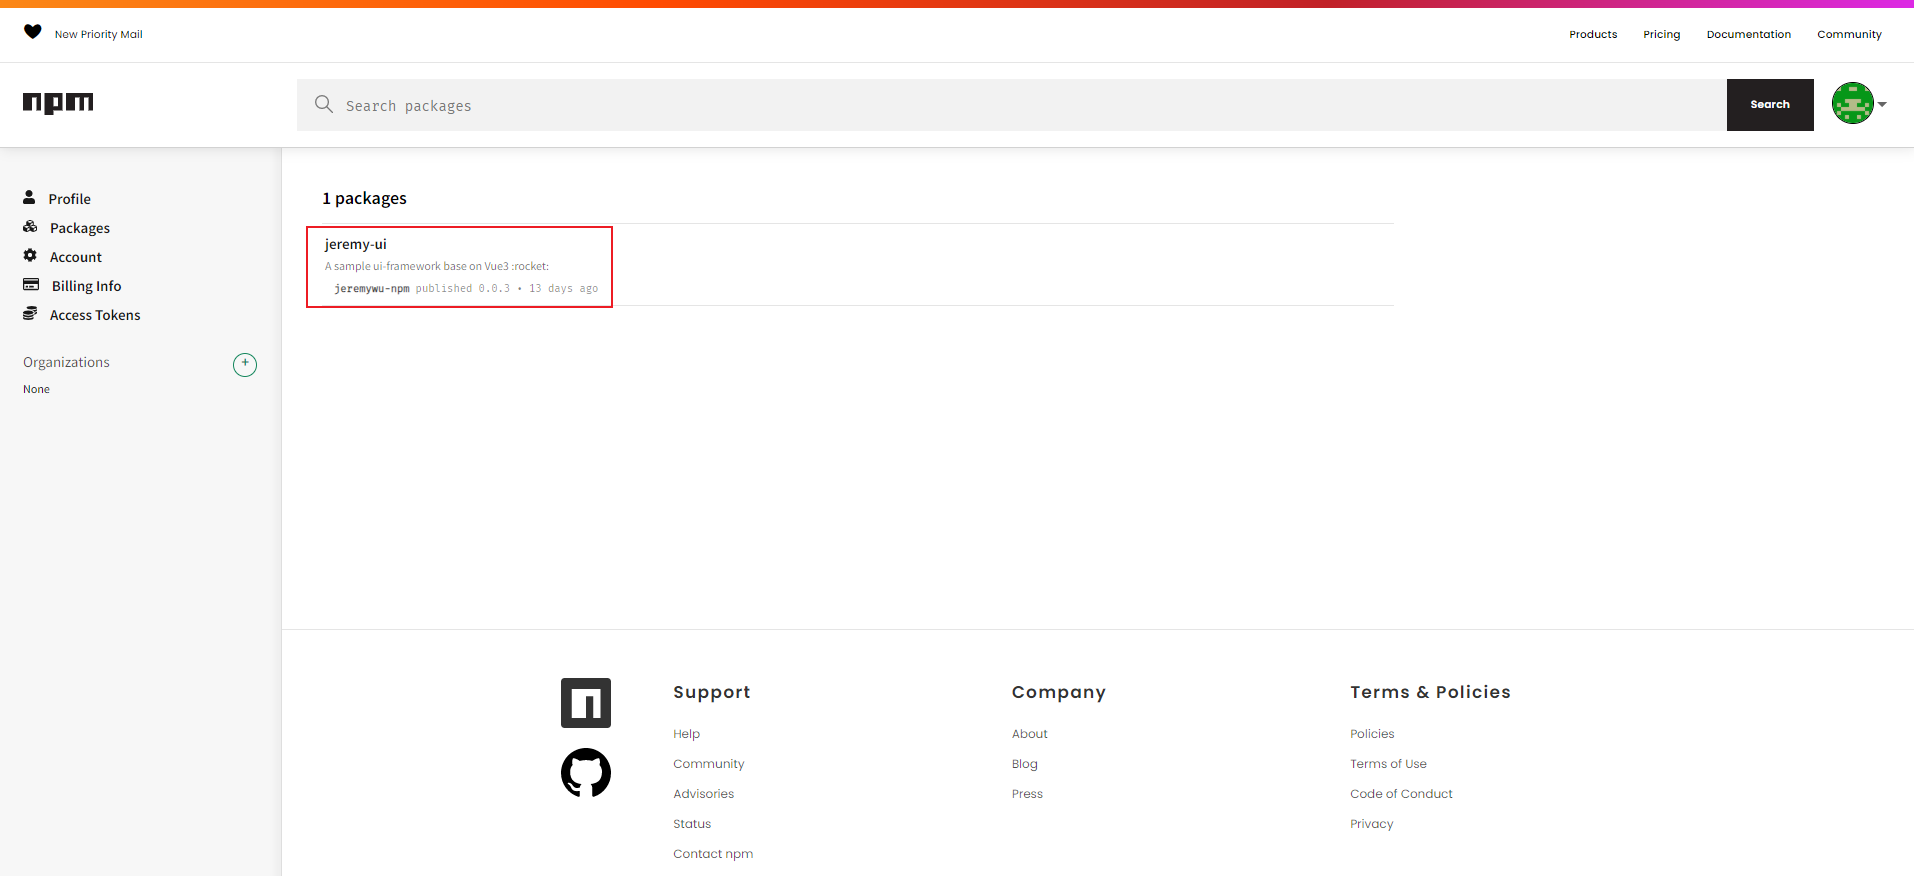 New Priority Mail
Products
Pricing
Documentation
Community
npm
Search packages
Search
Profile
Packages
Account
Billing Info
Access Tokens
Organizations
+
None
1 packages
jeremy-ui
A sample ui-framework base on Vue3 :rocket:
jeremywu-npm published 0.0.3 • 13 days ago
Support
Help
Community
Advisories
Status
Contact npm
Company
About
Blog
Press
Terms & Policies
Policies
Terms of Use
Code of Conduct
Privacy